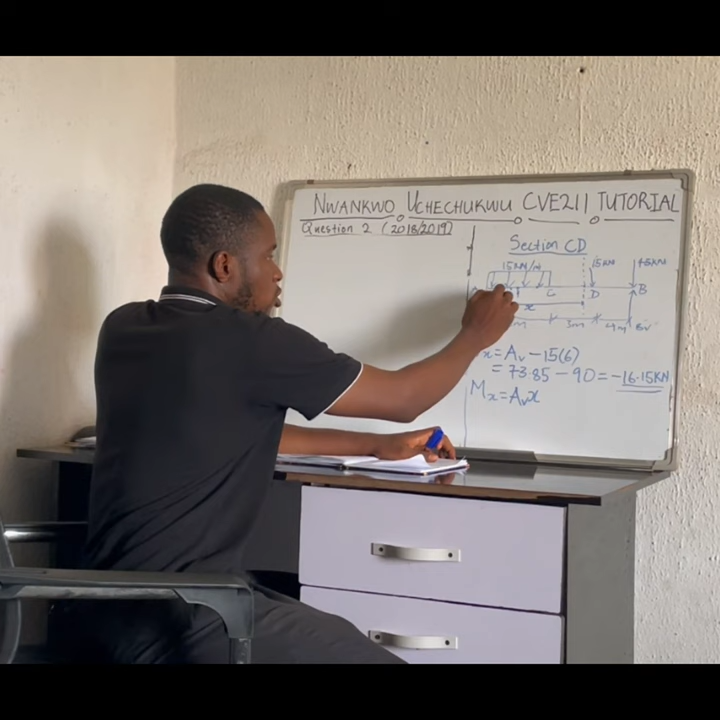 NWANKWO UCHECHUKWU CVE211 TUTORIAL
Question 2 (2018/2019)
Section CD
15KN/m 15KN 45KN
C D B
x
m 3m 4m Bv
x = Av - 15(6)
= 73.85 - 90 = -16.15KN
Mx = Avx